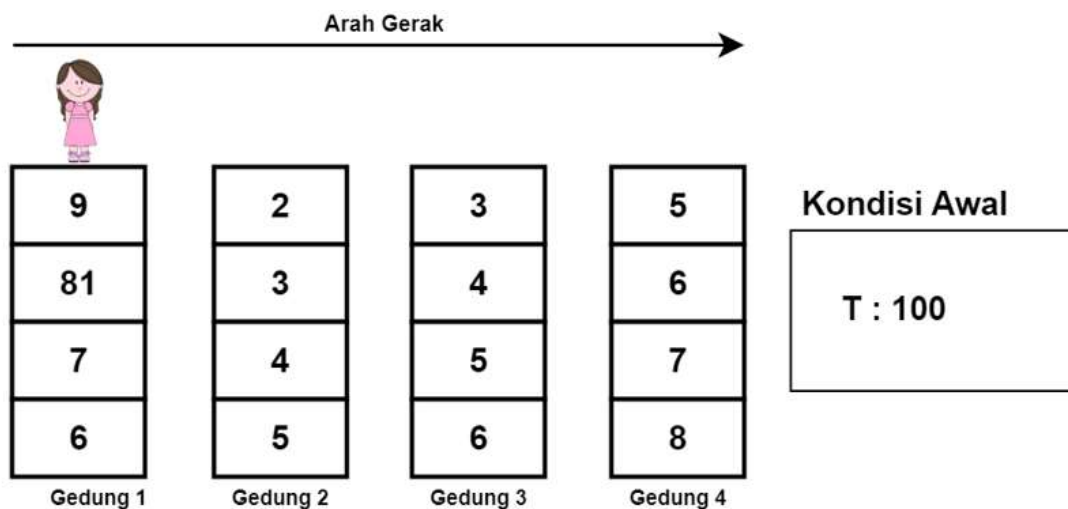 Arah Gerak
9 2 3 5
Kondisi Awal
81 3 4 6
T : 100
7 4 5 7
6 5 6 8
Gedung 1 Gedung 2 Gedung 3 Gedung 4